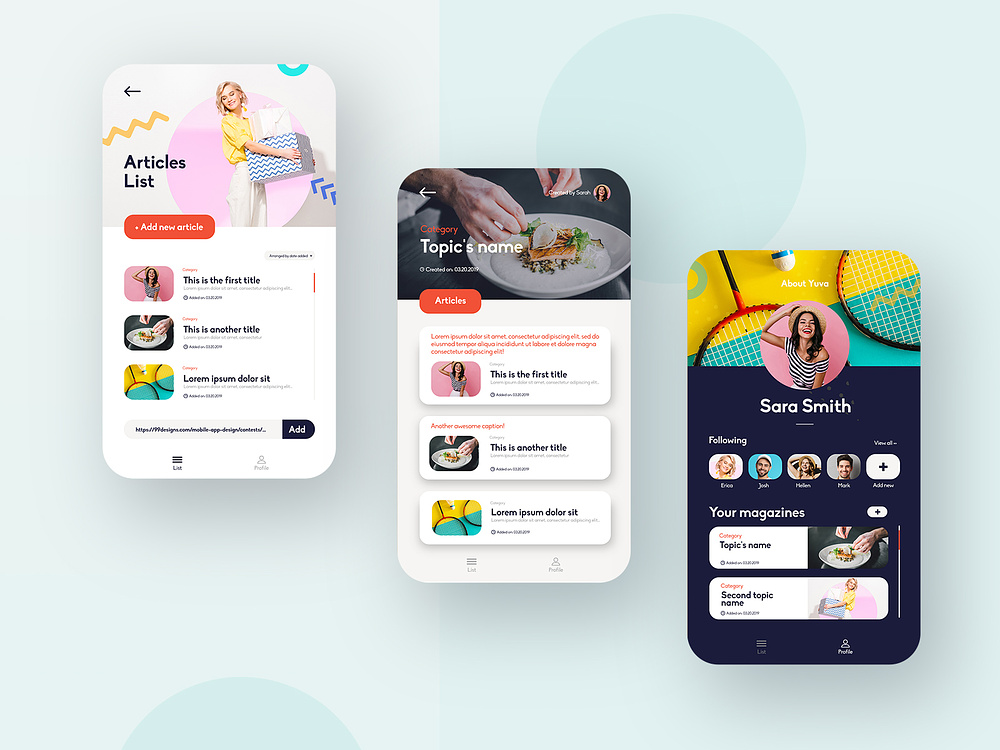 Articles
List
+ Add new article
Arranged by date added ▾
Category
This is the first title
Lorem ipsum dolor sit amet, consectetur adipiscing elit...
Added on: 03.20.2019
Category
This is another title
Lorem ipsum dolor sit amet, consectetur
Added on: 03.20.2019
Category
Lorem ipsum dolor sit
Lorem ipsum dolor sit amet, consectetur adipiscing elit...
Added on: 03.20.2019
https://99designs.com/mobile-app-design/contests/...
Add
List
Profile
Created by Sarah
Category
Topic's name
Created on: 03.20.2019
Articles
Lorem ipsum dolor sit amet, consectetur adipiscing elit, sed do
eiusmod tempor aliqua incididunt ut labore et dolore magna
consectetur adipiscing elit!
Category
This is the first title
Lorem ipsum dolor sit amet, consectetur adipiscing elit...
Added on: 03.20.2019
Another awesome caption!
Category
This is another title
Lorem ipsum dolor sit amet, consectetur
Added on: 03.20.2019
Category
Lorem ipsum dolor sit
Lorem ipsum dolor sit amet, consectetur adipiscing elit...
Added on: 03.20.2019
List
Profile
About Yuva
Sara Smith
Following
View all
+
Erica
Josh
Hellen
Mark
Add new
Your magazines
+
Category
Topic's name
Added on: 03.20.2019
Category
Second topic
name
Added on: 03.20.2019
List
Profile